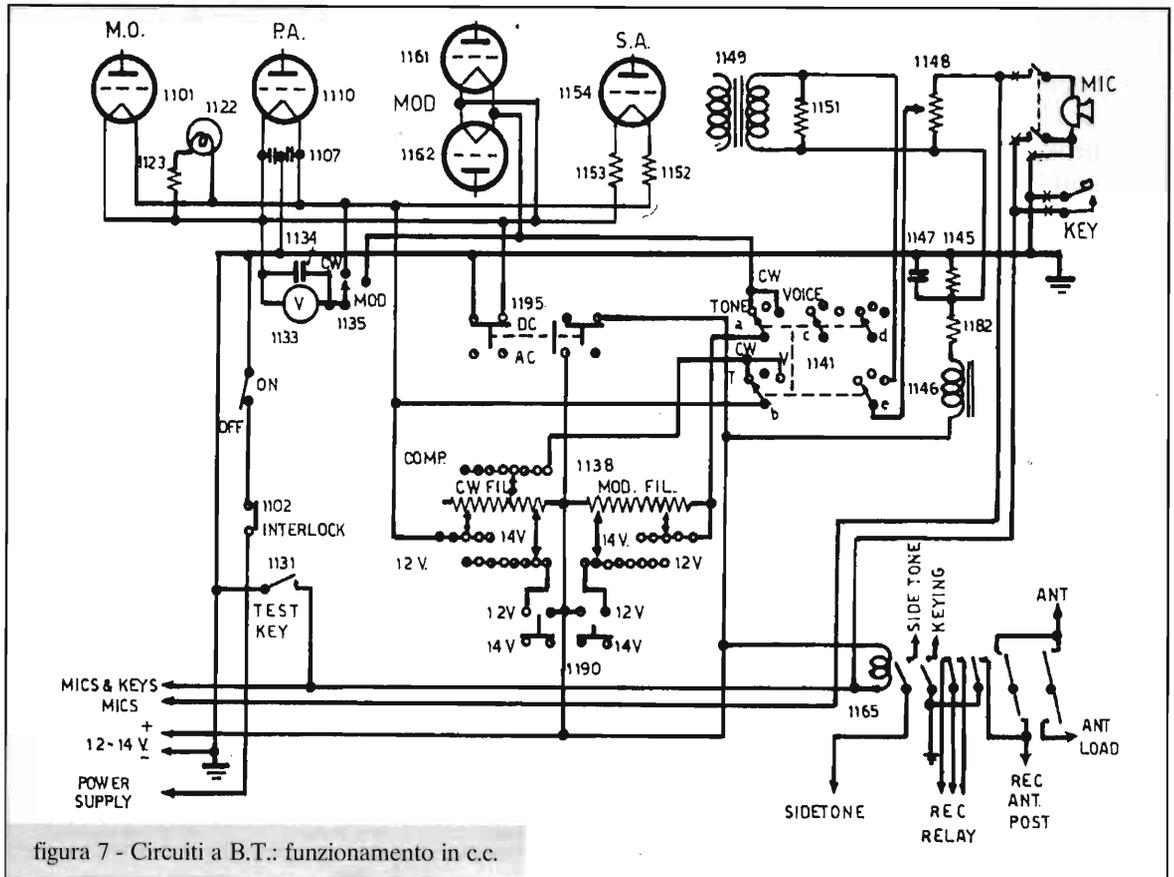 M.O.
P.A.
S.A.
1161
1149
1148
MIC
1101
1122
1110
MOD
1154
1151
1123
1107
1162
1153
1152
KEY
1134
CW
1147
1145
CW
VOICE
V
MOD
1195
TONE
1133
1135
DC
a
c
d
1182
AC
CW
V
1141
T
1146
ON
b
e
OFF
COMP.
1138
CW FIL
MOD. FIL.
1102
INTERLOCK
14V
14V.
12V.
12V
1131
TEST
KEY
12V
12V
SIDE TONE
KEYING
ANT
14V
14V
1190
MICS & KEYS
MICS
1165
+
12-14 V.
-
ANT
LOAD
POWER
SUPPLY
SIDETONE
REC
RELAY
REC
ANT.
POST
figura 7 - Circuiti a B.T.: funzionamento in c.c.